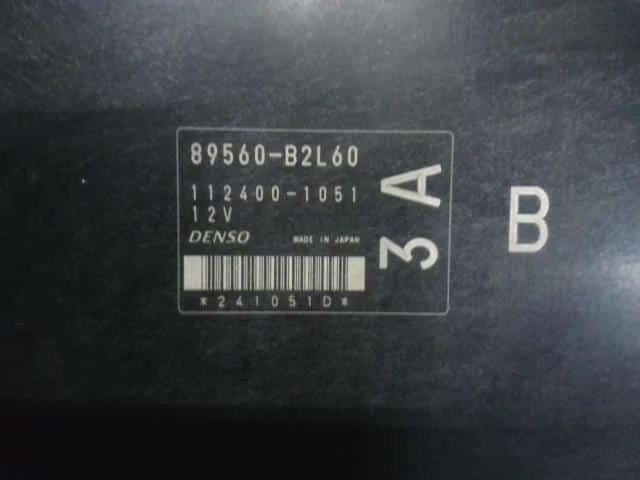 89560-B2L60
112400-1051
12V
DENSO MADE IN JAPAN
*241051D*
3A
B